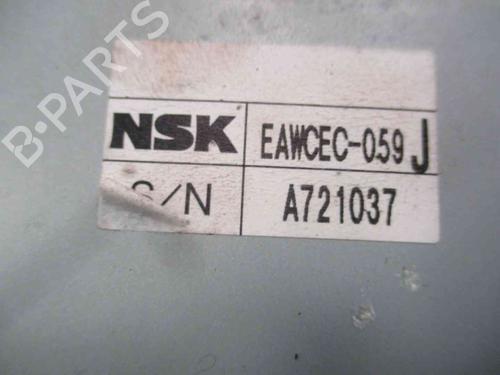 NSK EAWCEC-059 J
S/N A721037
B-PARTS